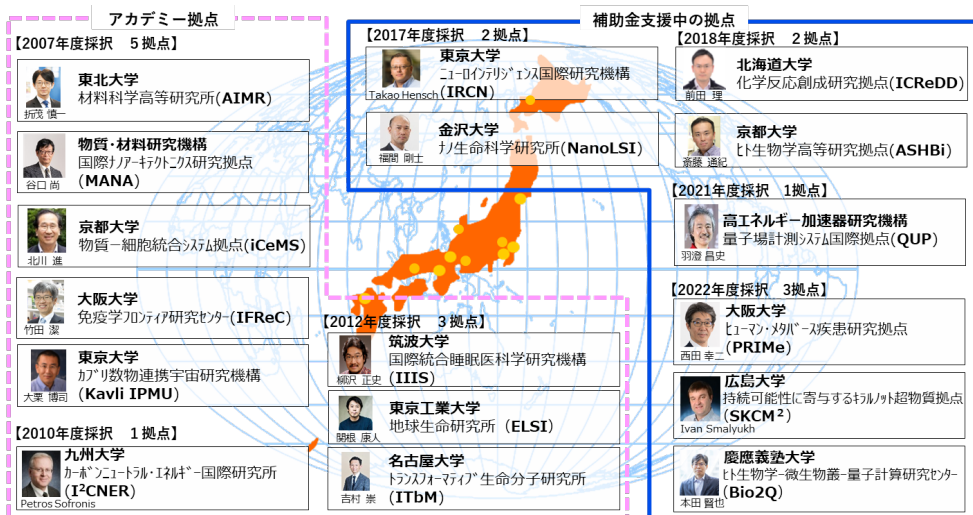 アカデミー拠点
【2007年度採択 5拠点】
東北大学
材料科学高等研究所(AIMR)
折茂 慎一
物質・材料研究機構
国際ナノアーキテクトニクス研究拠点
(MANA)
谷口 尚
京都大学
物質－細胞統合システム拠点(iCeMS)
北川 進
大阪大学
免疫学フロンティア研究センター(IFReC)
竹田 潔
東京大学
カブリ数物連携宇宙研究機構
(Kavli IPMU)
大栗 博司
【2010年度採択 1拠点】
九州大学
カーボンニュートラル・エネルギー国際研究所
(I²CNER)
Petros Sofronis
【2012年度採択 3拠点】
筑波大学
国際統合睡眠医科学研究機構
(IIIS)
柳沢 正史
東京工業大学
地球生命研究所 (ELSI)
関根 康人
名古屋大学
トランスフォーマティブ生命分子研究所
(ITbM)
吉村 崇
補助金支援中の拠点
【2017年度採択 2拠点】
東京大学
ニューロインテリジェンス国際研究機構
(IRCN)
Takao Hensch
金沢大学
ナノ生命科学研究所(NanoLSI)
福間 剛士
【2018年度採択 2拠点】
北海道大学
化学反応創成研究拠点(ICReDD)
前田 理
京都大学
ヒト生物学高等研究拠点(ASHBi)
斎藤 通紀
【2021年度採択 1拠点】
高エネルギー加速器研究機構
量子場計測システム国際拠点(QUP)
羽澄 昌史
【2022年度採択 3拠点】
大阪大学
ヒューマン・メタバース疾患研究拠点
(PRIMe)
西田 幸二
広島大学
持続可能性に寄与するキラルノット超物質拠点
(SKCM²)
Ivan Smalyukh
慶應義塾大学
ヒト生物学-微生物叢-量子計算研究センター
(Bio2Q)
本田 賢也